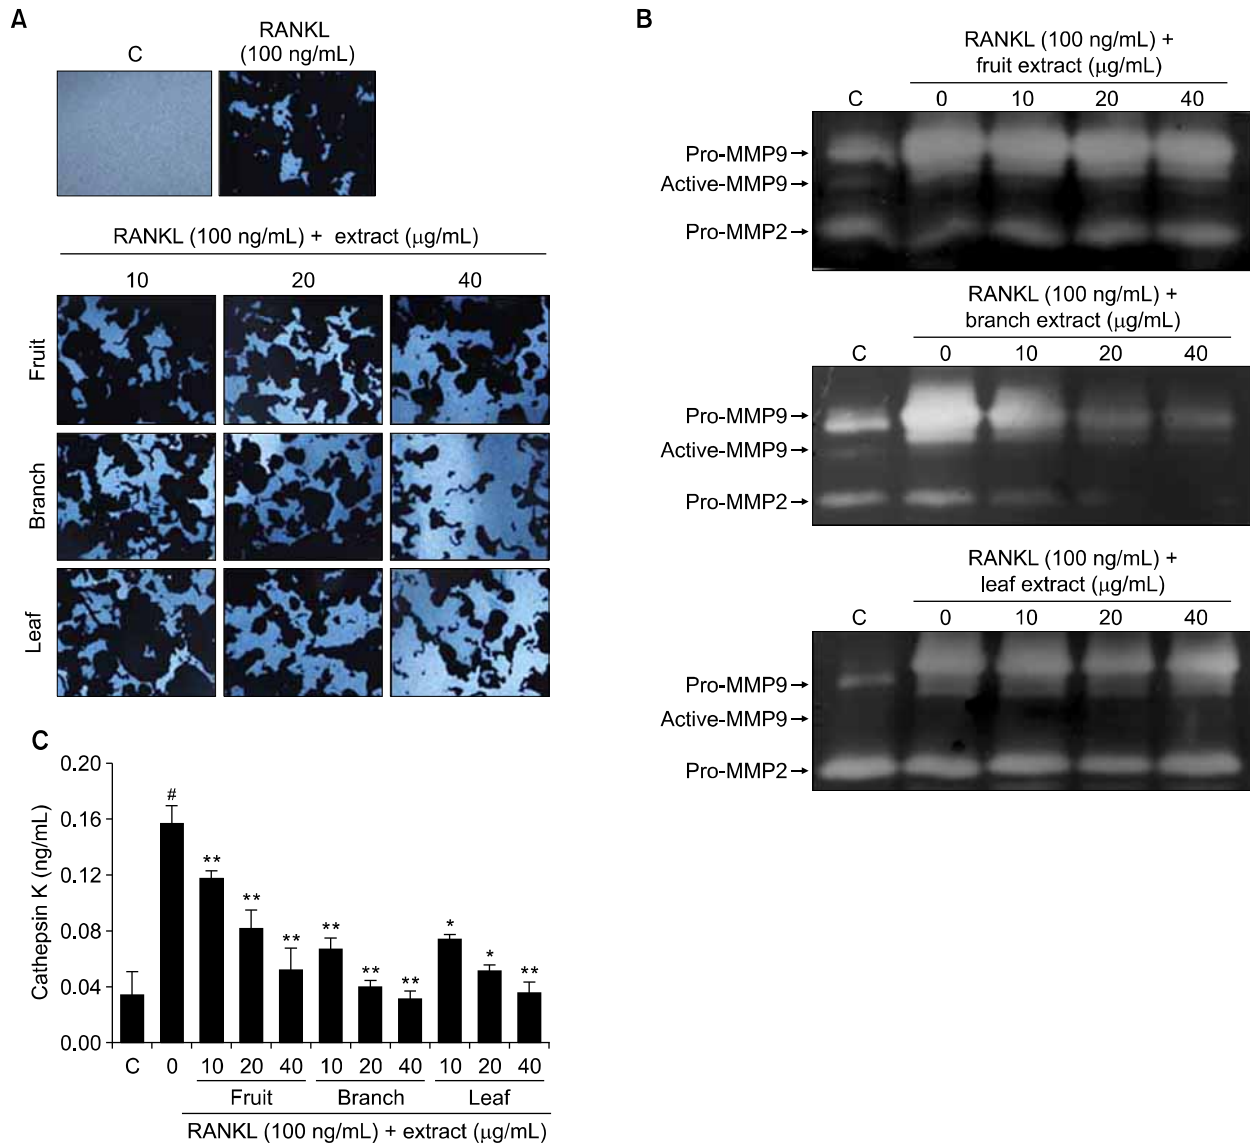 A
C
RANKL
(100 ng/mL)
RANKL (100 ng/mL) + extract (μg/mL)
10 20 40
Fruit
Branch
Leaf
B
RANKL (100 ng/mL) +
fruit extract (μg/mL)
C 0 10 20 40
Pro-MMP9
Active-MMP9
Pro-MMP2
RANKL (100 ng/mL) +
branch extract (μg/mL)
C 0 10 20 40
Pro-MMP9
Active-MMP9
Pro-MMP2
RANKL (100 ng/mL) +
leaf extract (μg/mL)
C 0 10 20 40
Pro-MMP9
Active-MMP9
Pro-MMP2
C
Cathepsin K (ng/mL)
0.20
0.16
0.12
0.08
0.04
0.00
# ** ** ** ** ** ** * * **
C 0 10 20 40 10 20 40 10 20 40
Fruit Branch Leaf
RANKL (100 ng/mL) + extract (μg/mL)